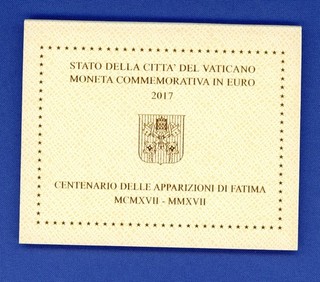 STATO DELLA CITTA' DEL VATICANO
MONETA COMMEMORATIVA IN EURO
2017
CENTENARIO DELLE APPARIZIONI DI FATIMA
MCMXVII - MMXVII